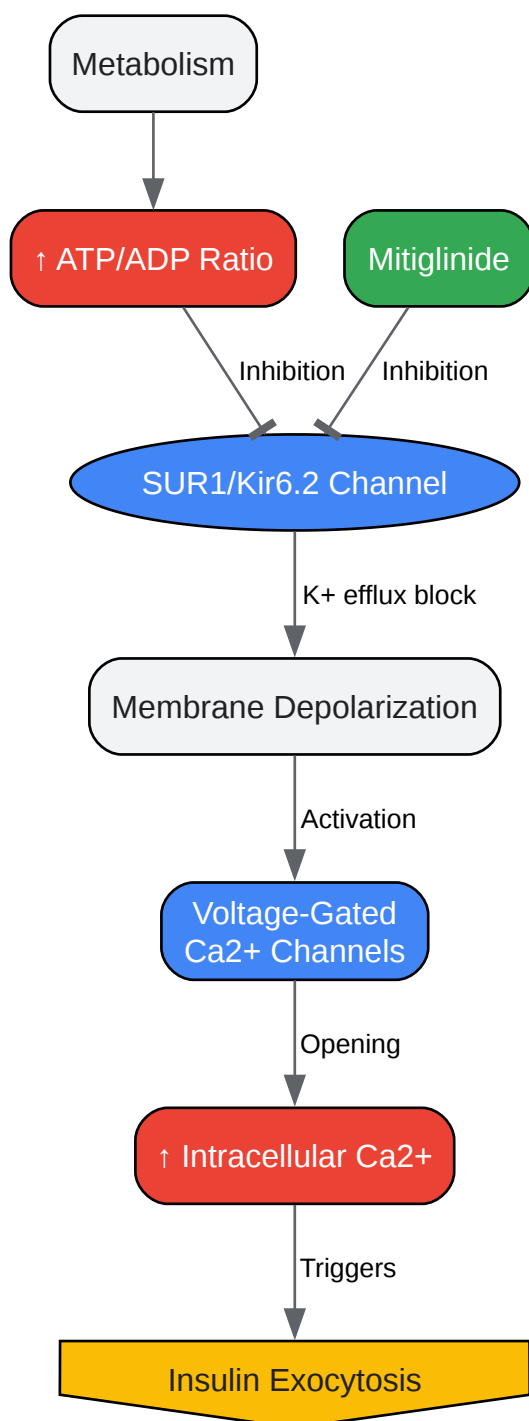 Metabolism
↑ ATP/ADP Ratio
Mitiglinide
Inhibition
Inhibition
SUR1/Kir6.2 Channel
K+ efflux block
Membrane Depolarization
Activation
Voltage-Gated
Ca2+ Channels
Opening
↑ Intracellular Ca2+
Triggers
Insulin Exocytosis